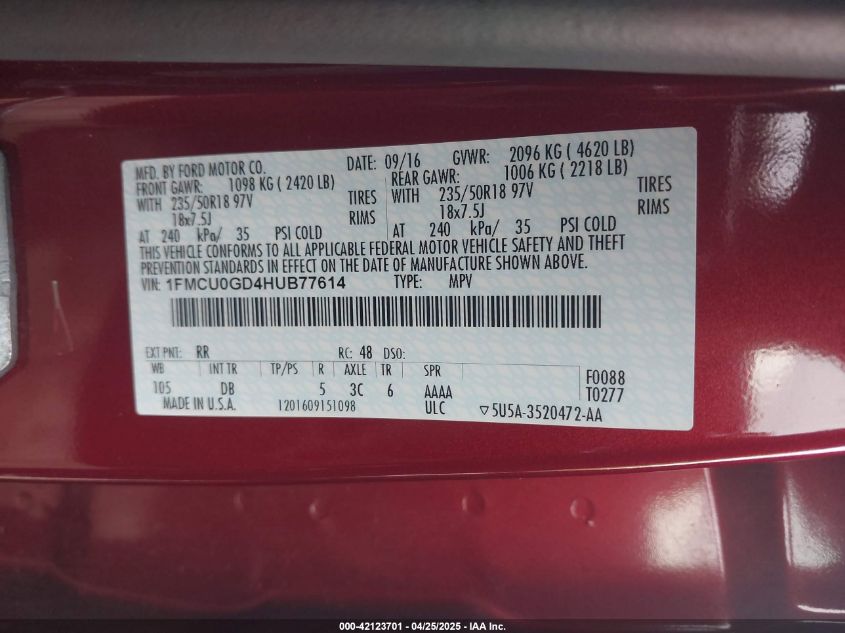 MFD. BY FORD MOTOR CO. DATE: 09/16 GVWR: 2096 KG ( 4620 LB)
FRONT GAWR: 1098 KG ( 2420 LB) REAR GAWR: 1006 KG ( 2218 LB)
WITH 235/50R18 97V TIRES WITH 235/50R18 97V TIRES
18x7.5J RIMS 18x7.5J RIMS
AT 240 kPa/ 35 PSI COLD AT 240 kPa/ 35 PSI COLD
THIS VEHICLE CONFORMS TO ALL APPLICABLE FEDERAL MOTOR VEHICLE SAFETY AND THEFT
PREVENTION STANDARDS IN EFFECT ON THE DATE OF MANUFACTURE SHOWN ABOVE.
VIN: 1FMCU0GD4HUB77614 TYPE: MPV
EXT PNT: RR RC: 48 DSO:
WB INT TR TP/PS R AXLE TR SPR F0088
105 DB 5 3C 6 AAAA T0277
MADE IN U.S.A. 1201609151098 ULC ▽5U5A-3520472-AA
000-42123701 - 04/25/2025 - IAA Inc.